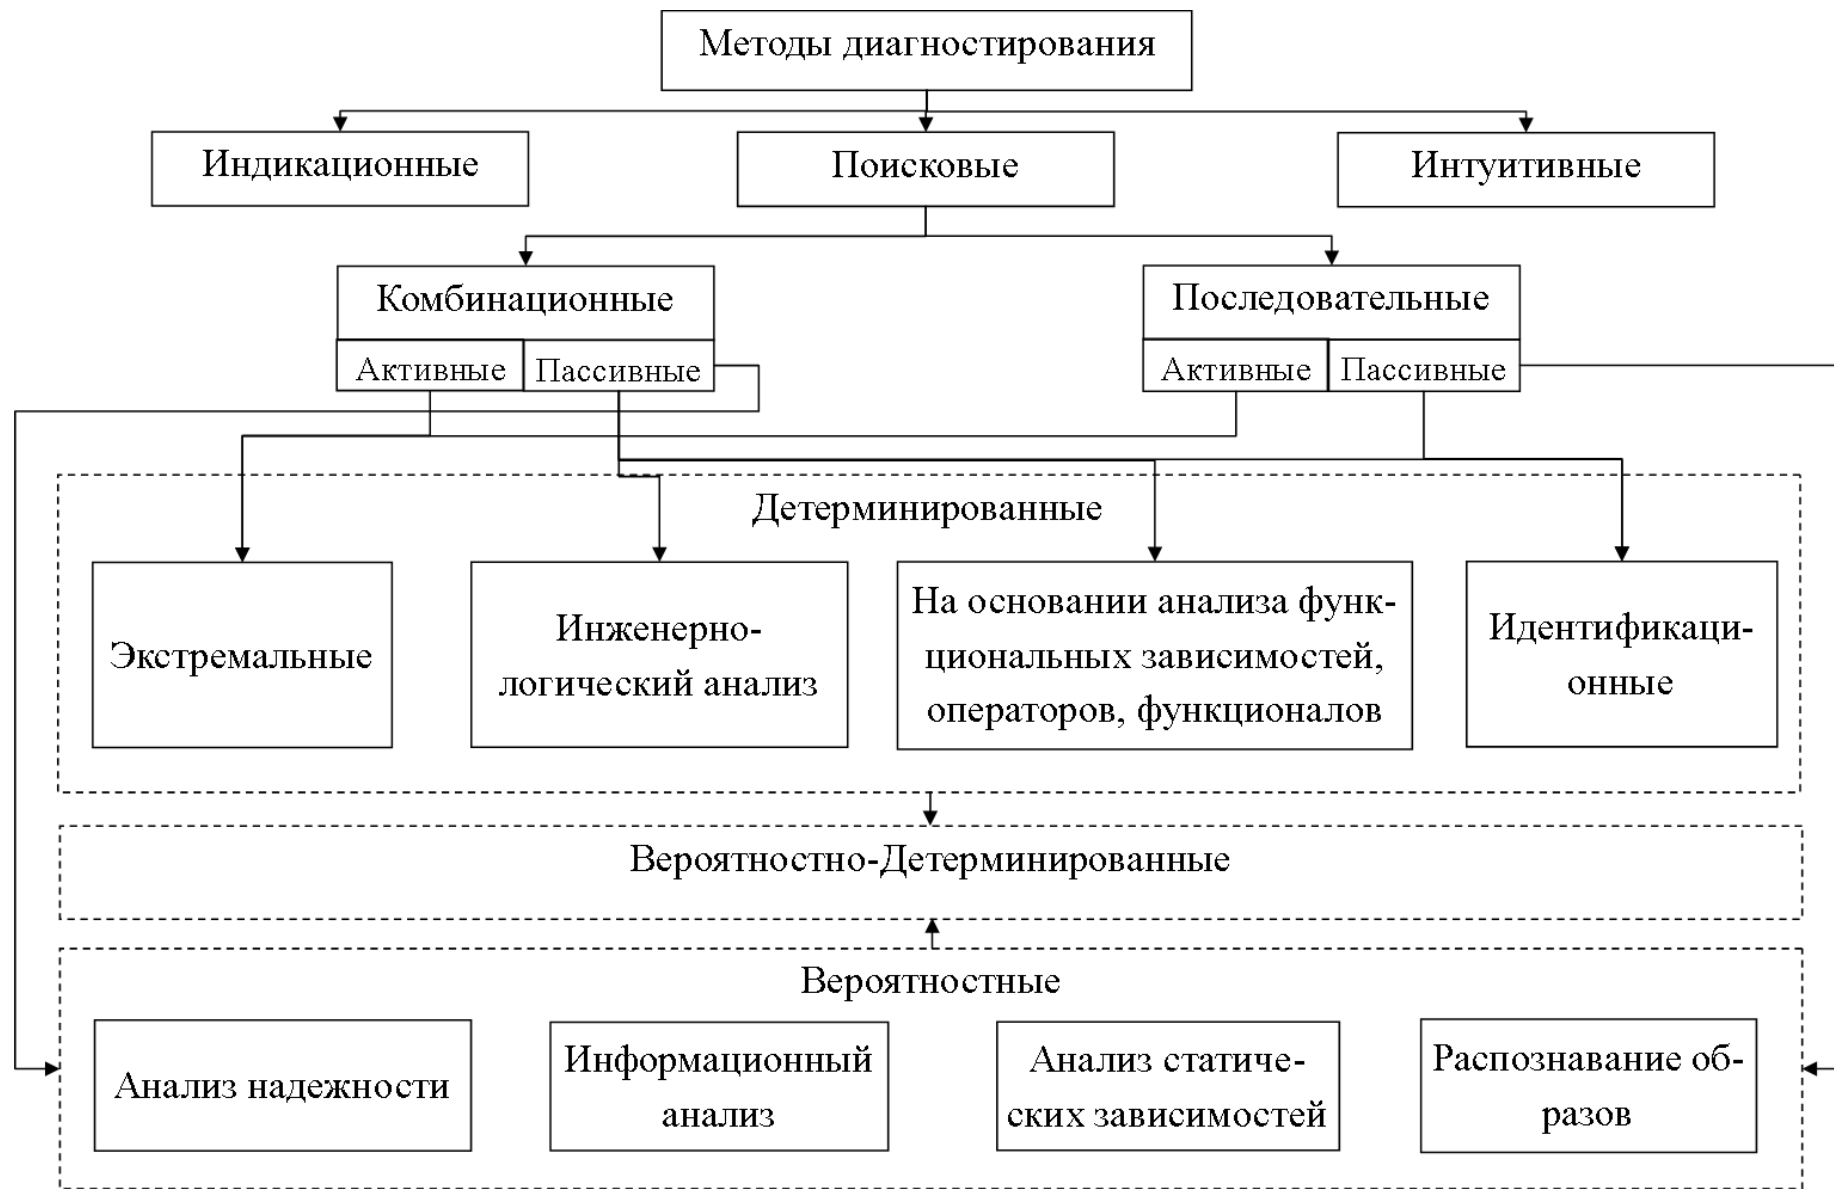 Методы диагностирования
Индикационные
Поисковые
Интуитивные
Комбинационные
Последовательные
Активные
Пассивные
Активные
Пассивные
Детерминированные
Экстремальные
Инженерно-
логический анализ
На основании анализа функ-
циональных зависимостей,
операторов, функционалов
Идентификаци-
онные
Вероятностно-Детерминированные
Вероятностные
Анализ надежности
Информационный
анализ
Анализ статиче-
ских зависимостей
Распознавание об-
разов